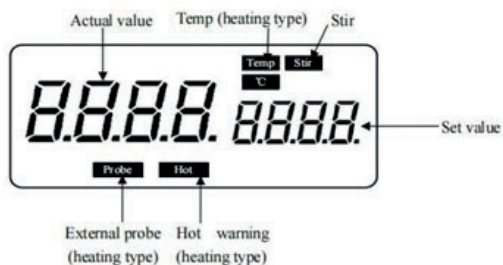 Actual value
Temp (heating type)
Stir
Temp
Stir
℃
8.8.8.8.
8.8.8.8.
Set value
Probe
Hot
External probe
(heating type)
Hot warning
(heating type)